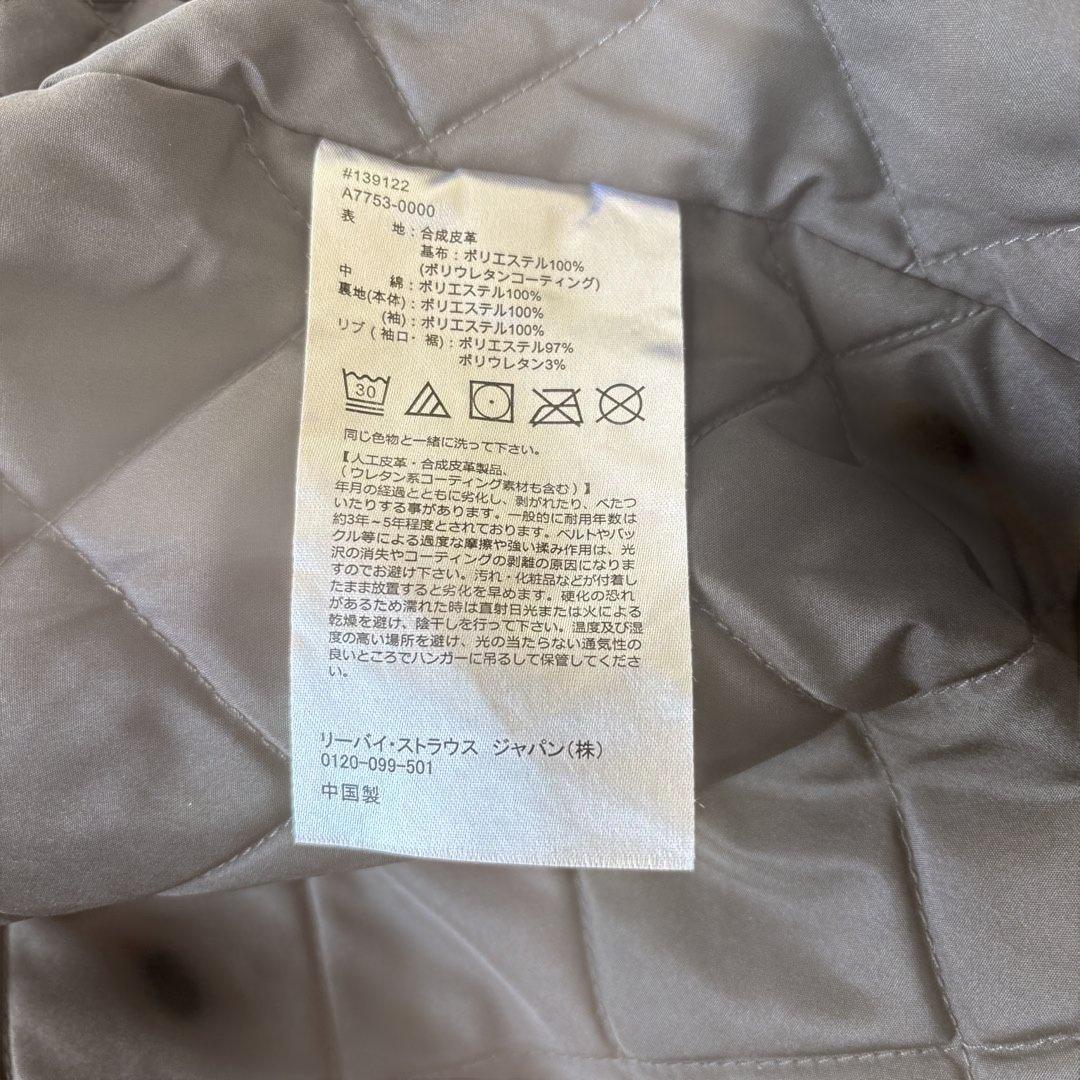 #139122
A7753-0000
表 地：合成皮革
基布：ポリエステル100%
(ポリウレタンコーティング)
中 綿：ポリエステル100%
裏地(本体)：ポリエステル100%
(袖)：ポリエステル100%
リブ（袖口・裾）：ポリエステル97%
ポリウレタン3%
30
同じ色物と一緒に洗って下さい。
【人工皮革・合成皮革製品、
（ウレタン系コーティング素材も含む）】
年月の経過とともに劣化し、剥がれたり、べたつ
いたりする事があります。一般的に耐用年数は
約3年～5年程度とされております。ベルトやバッ
クル等による過度な摩擦や強い揉み作用は、光
沢の消失やコーティングの剥離の原因になりま
すのでお避け下さい。汚れ・化粧品などが付着し
たまま放置すると劣化を早めます。硬化の恐れ
があるため濡れた時は直射日光または火による
乾燥を避け、陰干しを行って下さい。温度及び湿
度の高い場所を避け、光の当たらない通気性の
良いところでハンガーに吊るして保管してくださ
い。
リーバイ・ストラウス ジャパン(株)
0120-099-501
中国製